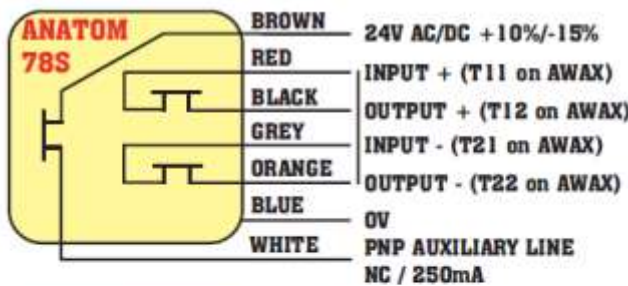 ANATOM
78S
BROWN 24V AC/DC +10%/-15%
RED INPUT + (T11 on AWAX)
BLACK OUTPUT + (T12 on AWAX)
GREY INPUT - (T21 on AWAX)
ORANGE OUTPUT - (T22 on AWAX)
BLUE 0V
WHITE PNP AUXILIARY LINE
NC / 250mA